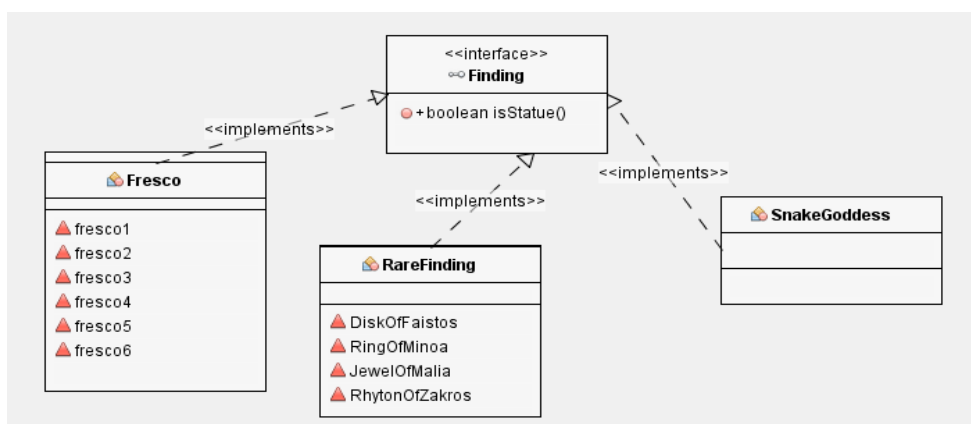 <<interface>>
Finding
+ boolean isStatue()
<<implements>>
<<implements>>
<<implements>>
Fresco
fresco1
fresco2
fresco3
fresco4
fresco5
fresco6
RareFinding
DiskOfFaistos
RingOfMinoa
JewelOfMalia
RhytonOfZakros
SnakeGoddess